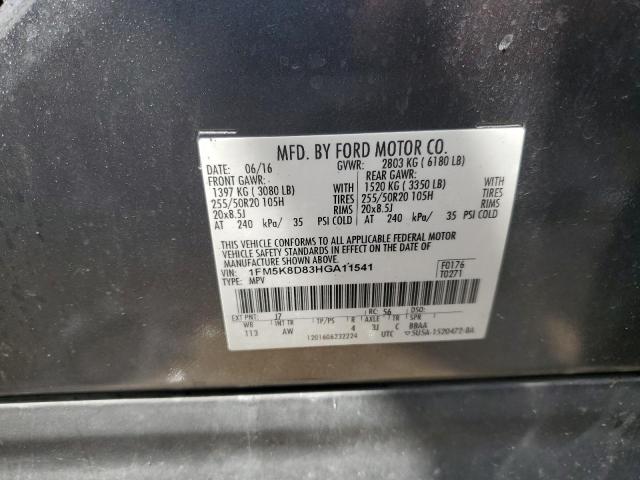 MFD. BY FORD MOTOR CO.
DATE: 06/16 GVWR: 2803 KG ( 6180 LB)
FRONT GAWR: REAR GAWR:
1397 KG ( 3080 LB) WITH 1520 KG ( 3350 LB) WITH
255/50R20 105H TIRES 255/50R20 105H TIRES
20x8.5J RIMS 20x8.5J RIMS
AT 240 kPa/ 35 PSI COLD AT 240 kPa/ 35 PSI COLD
THIS VEHICLE CONFORMS TO ALL APPLICABLE FEDERAL MOTOR
VEHICLE SAFETY STANDARDS IN EFFECT ON THE DATE OF
MANUFACTURE SHOWN ABOVE.
VIN: 1FM5K8D83HGA11541 F0176
TYPE: MPV T0271
EXT PNT: J7 RC: 56 DSO:
WB INT TR TP/PS R AXLE TR SPR
113 AW 4 3J C BBAA
1201606232224 UTC 5U5A-1520472-BA